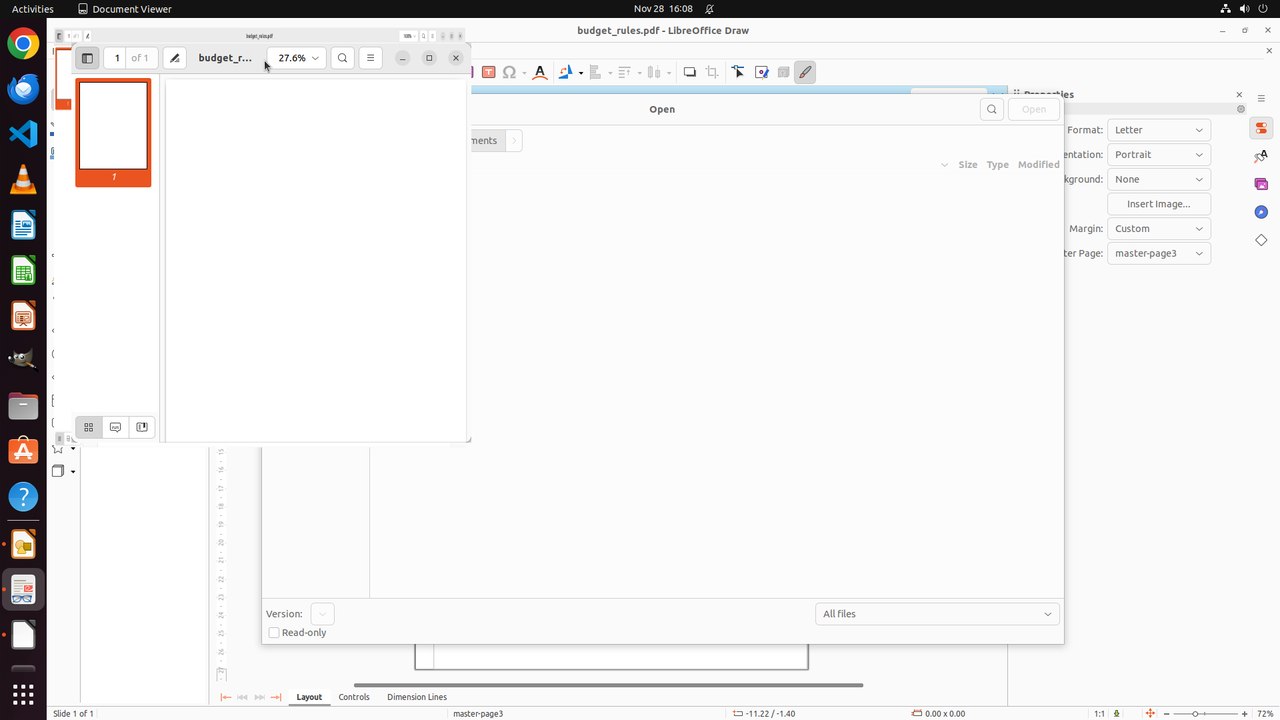 Activities
Document Viewer
Nov 28 16:08
budget_rules.pdf - LibreOffice Draw
budget_rules.pdf
1 of 1
budget_r...
27.6%
1
Open
Open
ments
Size Type Modified
Properties
Format: Letter
entation: Portrait
kground: None
Insert Image...
Margin: Custom
ter Page: master-page3
Version:
All files
Read-only
Layout
Controls
Dimension Lines
Slide 1 of 1
master-page3
-11.22 / -1.40
0.00 x 0.00
1:1
72%